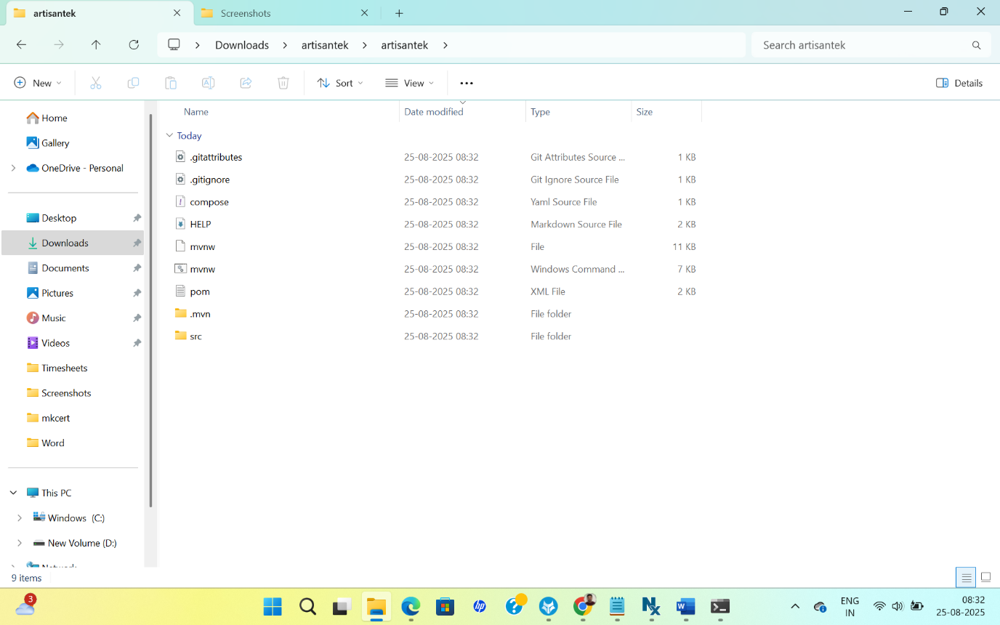 artisantek
Screenshots
Downloads
artisantek
artisantek
Search artisantek
New
Sort
View
Details
Name
Date modified
Type
Size
Today
.gitattributes 25-08-2025 08:32 Git Attributes Source ... 1 KB
.gitignore 25-08-2025 08:32 Git Ignore Source File 1 KB
compose 25-08-2025 08:32 Yaml Source File 1 KB
HELP 25-08-2025 08:32 Markdown Source File 2 KB
mvnw 25-08-2025 08:32 File 11 KB
mvnw 25-08-2025 08:32 Windows Command ... 7 KB
pom 25-08-2025 08:32 XML File 2 KB
.mvn 25-08-2025 08:32 File folder
src 25-08-2025 08:32 File folder
Home
Gallery
OneDrive - Personal
Desktop
Downloads
Documents
Pictures
Music
Videos
Timesheets
Screenshots
mkcert
Word
This PC
Windows (C:)
New Volume (D:)
Network
9 items
3
hp
ENG
IN
08:32
25-08-2025